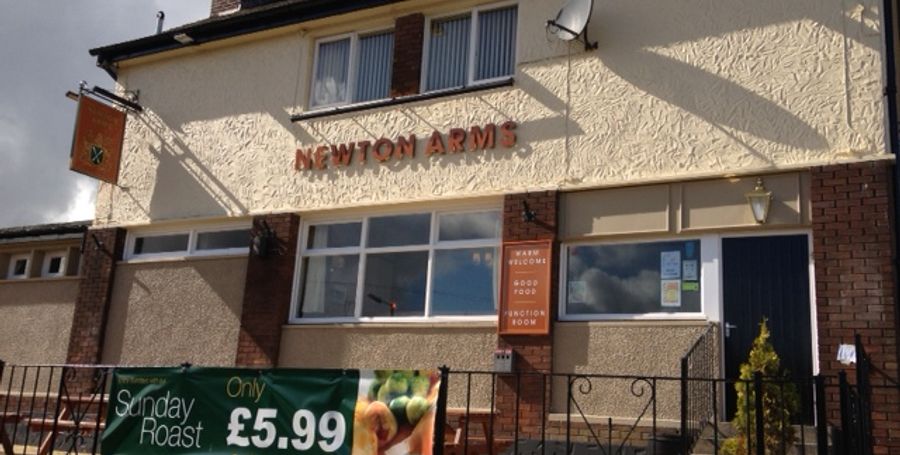 NEWTON ARMS
WARM
WELCOME
GOOD
FOOD
FUNCTION
ROOM
Sunday
Roast
Only
£5.99